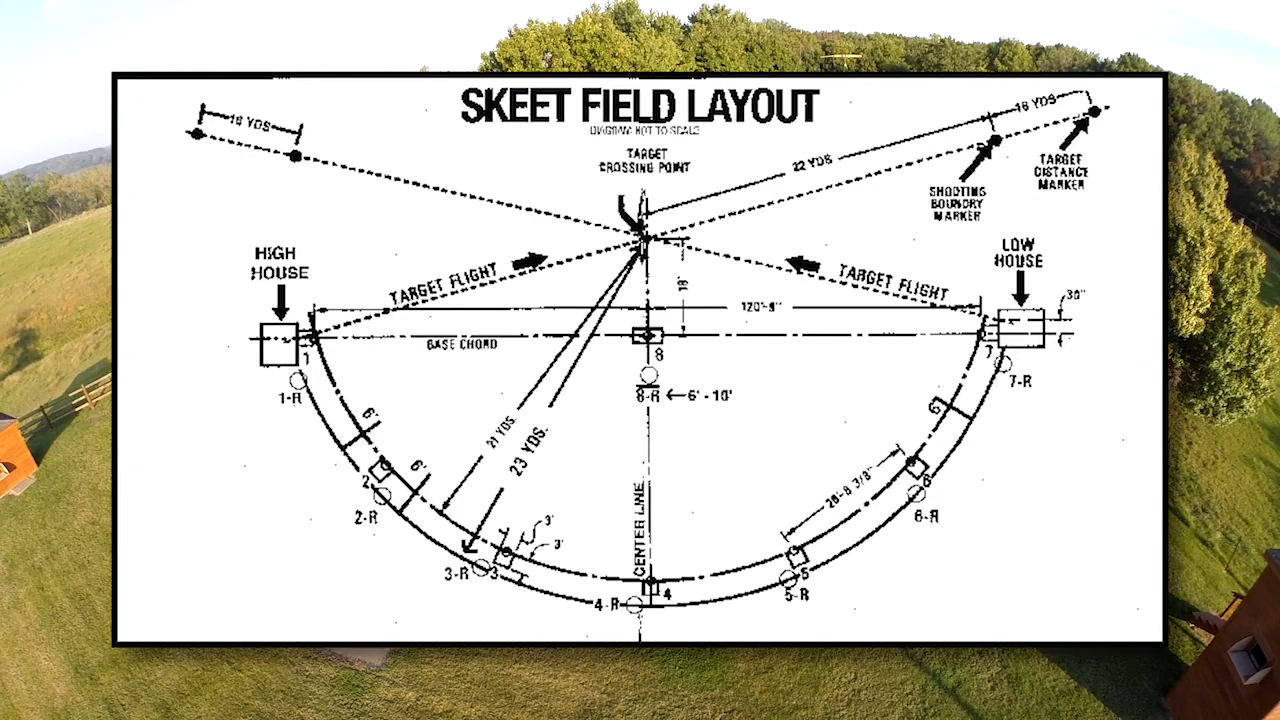 SKEET FIELD LAYOUT
DIAGRAM NOT TO SCALE
TARGET
CROSSING POINT
18 YDS
22 YDS
18 YDS
SHOOTING
BOUNDRY
MARKER
TARGET
DISTANCE
MARKER
HIGH
HOUSE
LOW
HOUSE
TARGET FLIGHT
TARGET FLIGHT
18'
120'-9"
30"
BASE CHORD
1
8
7
1-R
8-R
6' - 10'
7-R
6'
6'
6'
21 YDS.
23 YDS.
2
2-R
26'-8 3/8"
6
6-R
CENTER LINE
3'
3'
3-R
3
4-R
4
5
5-R